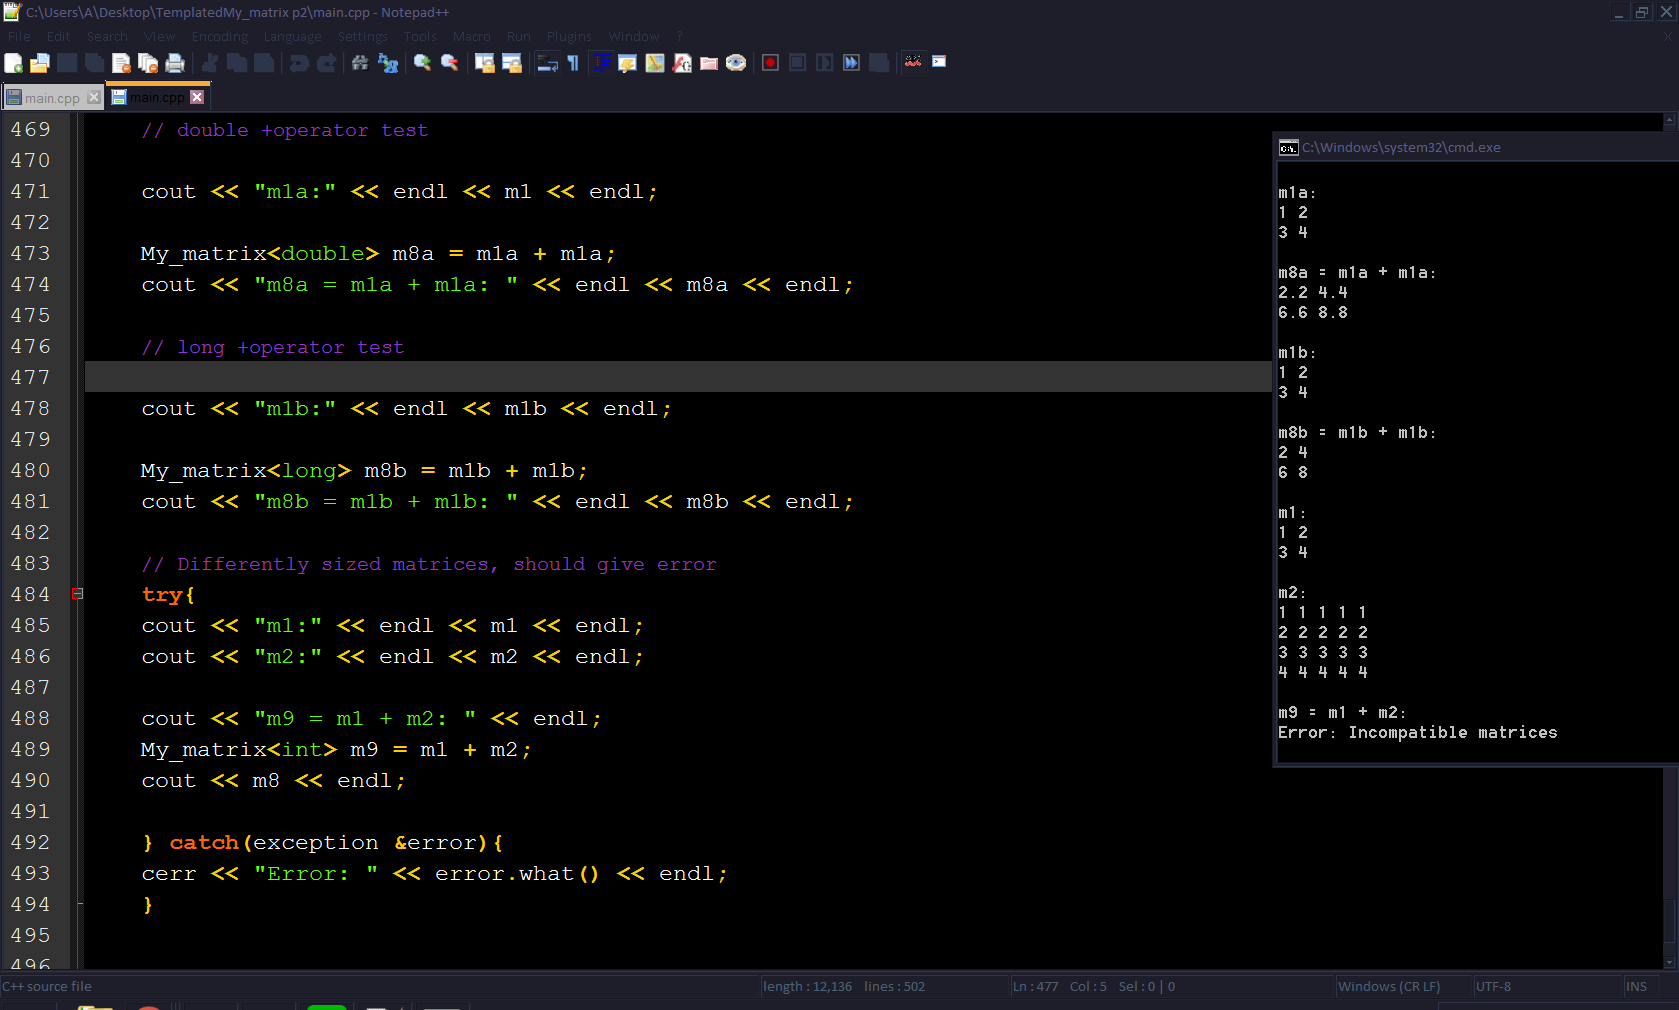 C:\Users\A\Desktop\TemplatedMy_matrix p2\main.cpp - Notepad++
File Edit Search View Encoding Language Settings Tools Macro Run Plugins Window ?
main.cpp main.cpp
469 // double +operator test
470
471 cout << "m1a:" << endl << m1 << endl;
472
473 My_matrix<double> m8a = m1a + m1a;
474 cout << "m8a = m1a + m1a: " << endl << m8a << endl;
475
476 // long +operator test
477
478 cout << "m1b:" << endl << m1b << endl;
479
480 My_matrix<long> m8b = m1b + m1b;
481 cout << "m8b = m1b + m1b: " << endl << m8b << endl;
482
483 // Differently sized matrices, should give error
484 try{
485 cout << "m1:" << endl << m1 << endl;
486 cout << "m2:" << endl << m2 << endl;
487
488 cout << "m9 = m1 + m2: " << endl;
489 My_matrix<int> m9 = m1 + m2;
490 cout << m8 << endl;
491
492 } catch(exception &error){
493 cerr << "Error: " << error.what() << endl;
494 }
495
496
C:\Windows\system32\cmd.exe
m1a:
1 2
3 4
m8a = m1a + m1a:
2.2 4.4
6.6 8.8
m1b:
1 2
3 4
m8b = m1b + m1b:
2 4
6 8
m1:
1 2
3 4
m2:
1 1 1 1 1
2 2 2 2 2
3 3 3 3 3
4 4 4 4 4
m9 = m1 + m2:
Error: Incompatible matrices
C++ source file length : 12,136 lines : 502 Ln : 477 Col : 5 Sel : 0 | 0 Windows (CR LF) UTF-8 INS